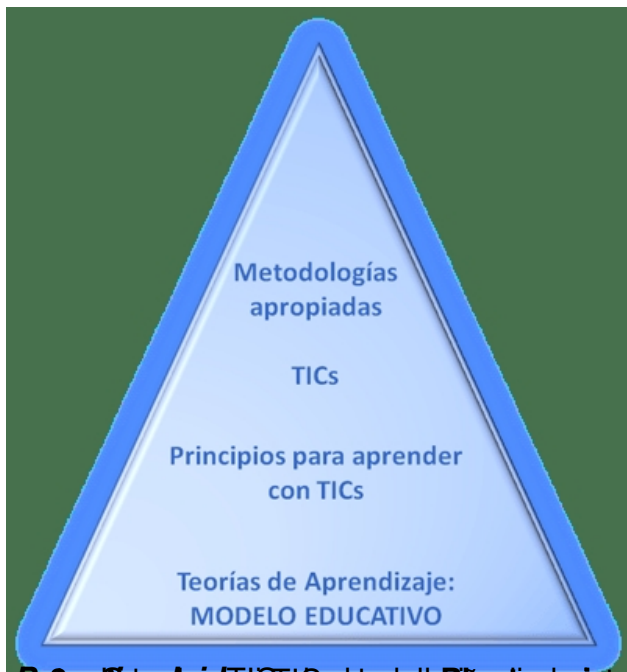 Metodologías
apropiadas
TICs
Principios para aprender
con TICs
Teorías de Aprendizaje:
MODELO EDUCATIVO